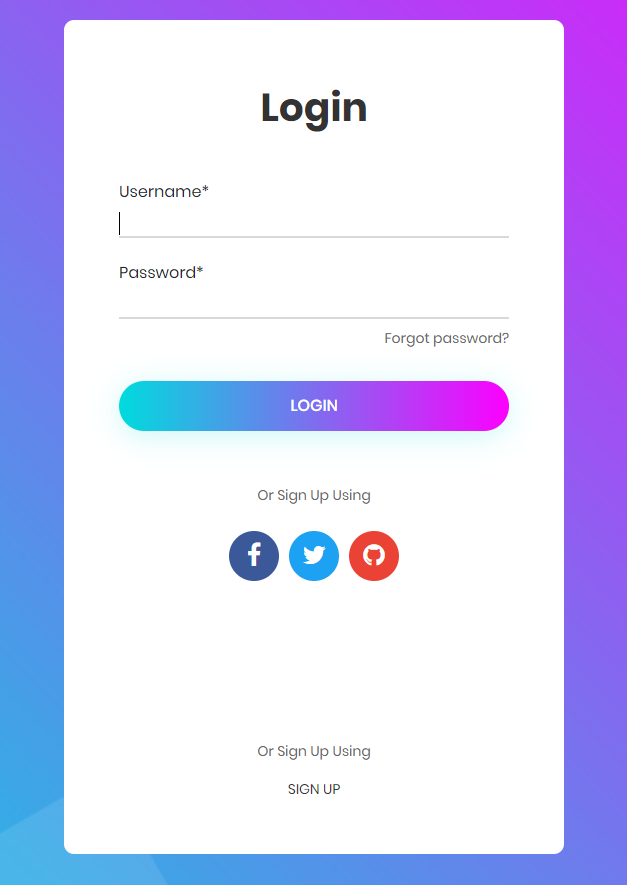 Login
Username*
Password*
Forgot password?
LOGIN
Or Sign Up Using
Or Sign Up Using
SIGN UP